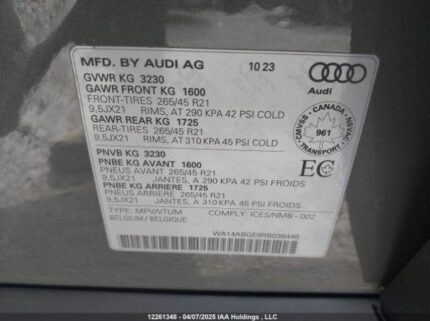 MFD. BY AUDI AG 10 23
GVWR KG 3230
GAWR FRONT KG 1600
FRONT-TIRES 265/45 R21
9,5JX21 RIMS, AT 290 KPA 42 PSI COLD
GAWR REAR KG 1725
REAR-TIRES 265/45 R21
9,5JX21 RIMS, AT 310 KPA 45 PSI COLD
Audi
CMVSS - CANADA - NSVAC
961
TRANSPORT
PNVB KG 3230
PNBE KG AVANT 1600
PNEUS AVANT 265/45 R21
9,5JX21 JANTES, A 290 KPA 42 PSI FROIDS
PNBE KG ARRIERE 1725
PNEUS ARRIERE 265/45 R21
9,5JX21 JANTES, A 310 KPA 45 PSI FROIDS
EC
TYPE: MPV/VTUM COMPLY: ICES/NMB - 002
BELGIUM / BELGIQUE
12261348 - 04/07/2025 IAA Holdings , LLC